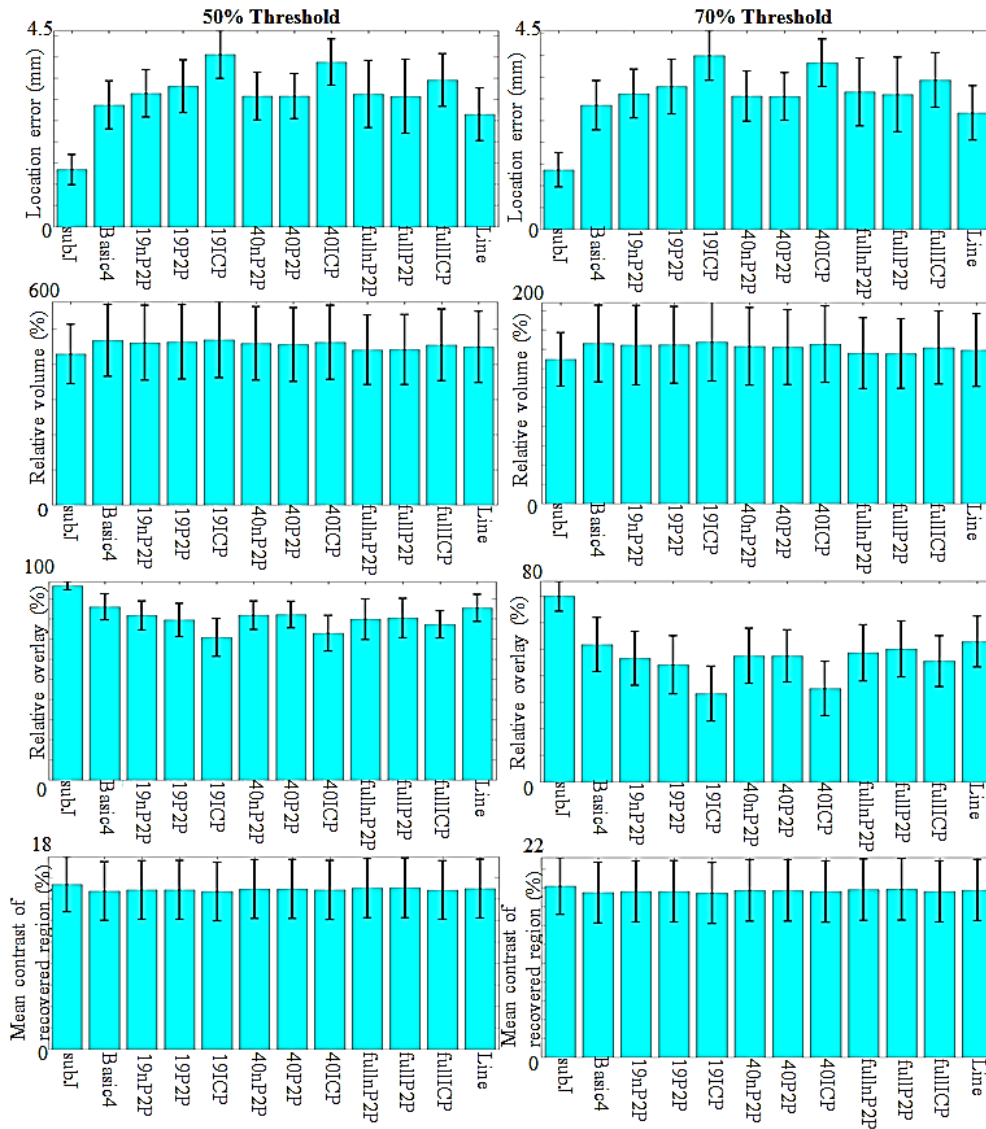 50% Threshold
4.5
Location error (mm)
0
subJ
Basic4
19nP2P
19P2P
19ICP
40nP2P
40P2P
40ICP
fullnP2P
fullP2P
fullICP
Line
70% Threshold
4.5
Location error (mm)
0
subJ
Basic4
19nP2P
19P2P
19ICP
40nP2P
40P2P
40ICP
fullnP2P
fullP2P
fullICP
Line
600
Relative volume (%)
0
subJ
Basic4
19nP2P
19P2P
19ICP
40nP2P
40P2P
40ICP
fullnP2P
fullP2P
fullICP
Line
200
Relative volume (%)
0
subJ
Basic4
19nP2P
19P2P
19ICP
40nP2P
40P2P
40ICP
fullnP2P
fullP2P
fullICP
Line
100
Relative overlay (%)
0
subJ
Basic4
19nP2P
19P2P
19ICP
40nP2P
40P2P
40ICP
fullnP2P
fullP2P
fullICP
Line
80
Relative overlay (%)
0
subJ
Basic4
19nP2P
19P2P
19ICP
40nP2P
40P2P
40ICP
fullnP2P
fullP2P
fullICP
Line
18
Mean contrast of
recovered region (%)
0
subJ
Basic4
19nP2P
19P2P
19ICP
40nP2P
40P2P
40ICP
fullnP2P
fullP2P
fullICP
Line
22
Mean contrast of
recovered region (%)
0
subJ
Basic4
19nP2P
19P2P
19ICP
40nP2P
40P2P
40ICP
fullnP2P
fullP2P
fullICP
Line